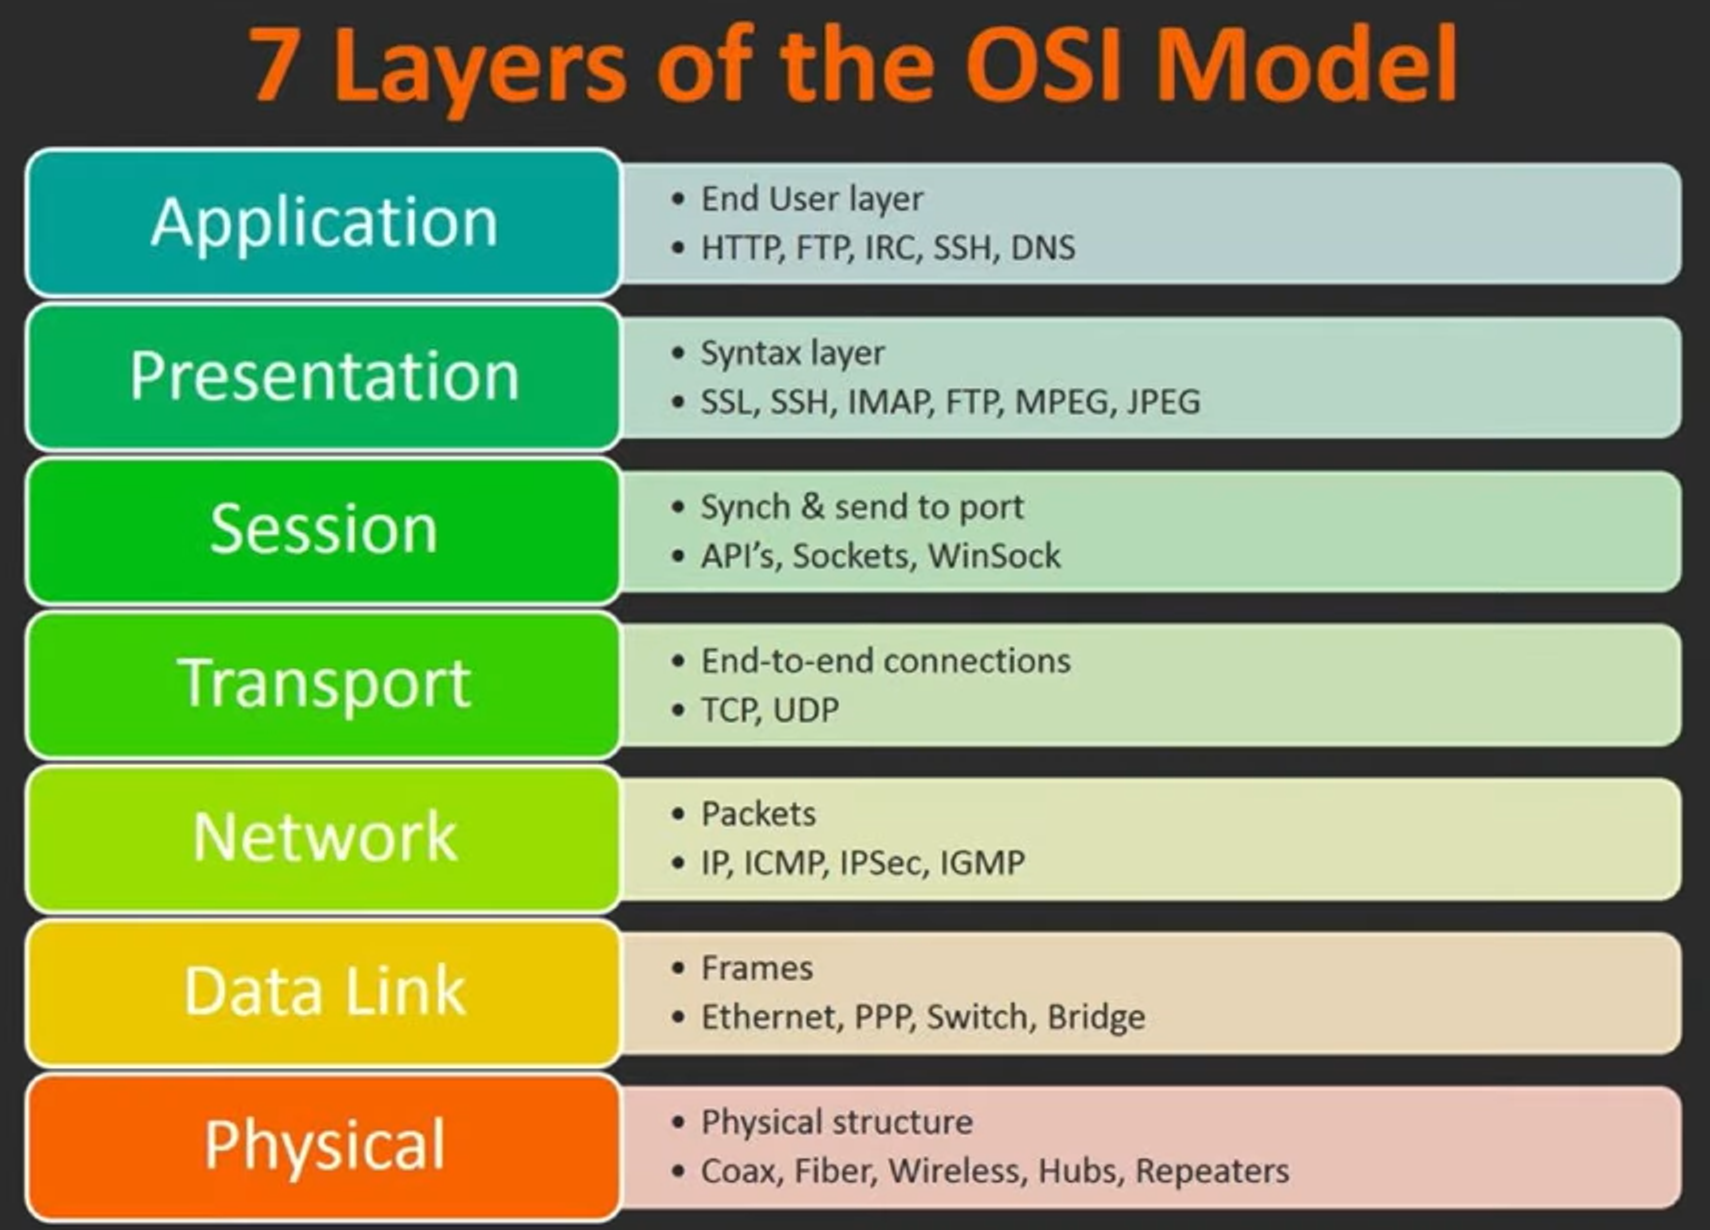 7 Layers of the OSI Model
Application
• End User layer
• HTTP, FTP, IRC, SSH, DNS
Presentation
• Syntax layer
• SSL, SSH, IMAP, FTP, MPEG, JPEG
Session
• Synch & send to port
• API’s, Sockets, WinSock
Transport
• End-to-end connections
• TCP, UDP
Network
• Packets
• IP, ICMP, IPSec, IGMP
Data Link
• Frames
• Ethernet, PPP, Switch, Bridge
Physical
• Physical structure
• Coax, Fiber, Wireless, Hubs, Repeaters